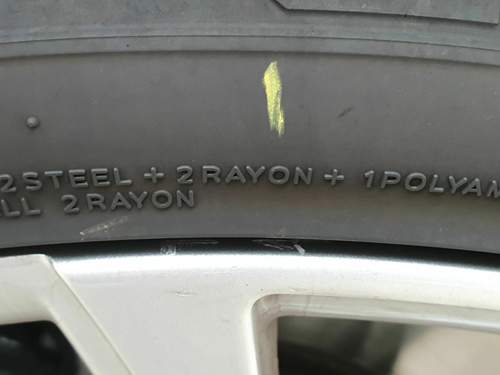 2STEEL + 2RAYON + 1POLYAM
LL 2RAYON